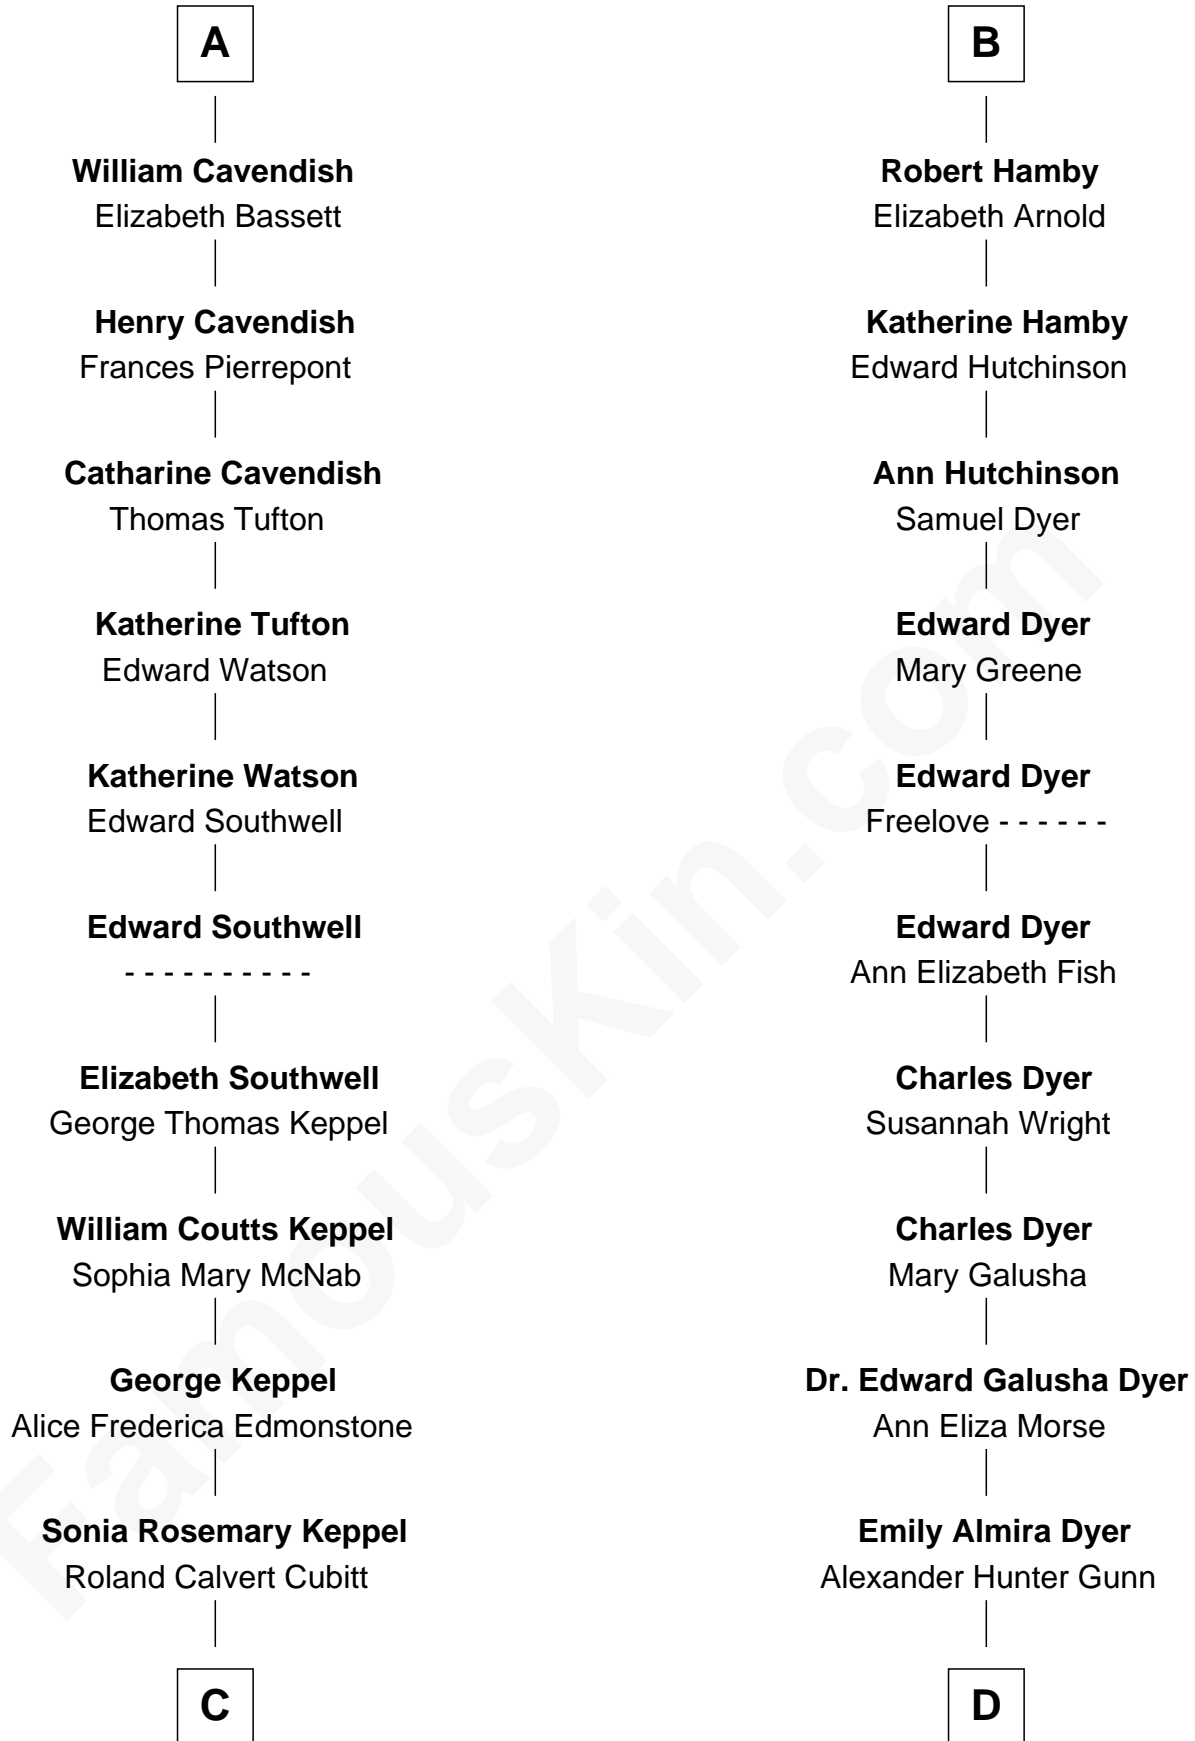 A
William Cavendish
Elizabeth Bassett
Henry Cavendish
Frances Pierrepont
Catharine Cavendish
Thomas Tufton
Katherine Tufton
Edward Watson
Katherine Watson
Edward Southwell
Edward Southwell
- - - - - - - - - -
Elizabeth Southwell
George Thomas Keppel
William Coutts Keppel
Sophia Mary McNab
George Keppel
Alice Frederica Edmonstone
Sonia Rosemary Keppel
Roland Calvert Cubitt
C
B
Robert Hamby
Elizabeth Arnold
Katherine Hamby
Edward Hutchinson
Ann Hutchinson
Samuel Dyer
Edward Dyer
Mary Greene
Edward Dyer
Freelove - - - - - -
Edward Dyer
Ann Elizabeth Fish
Charles Dyer
Susannah Wright
Charles Dyer
Mary Galusha
Dr. Edward Galusha Dyer
Ann Eliza Morse
Emily Almira Dyer
Alexander Hunter Gunn
D
FamousKin.com